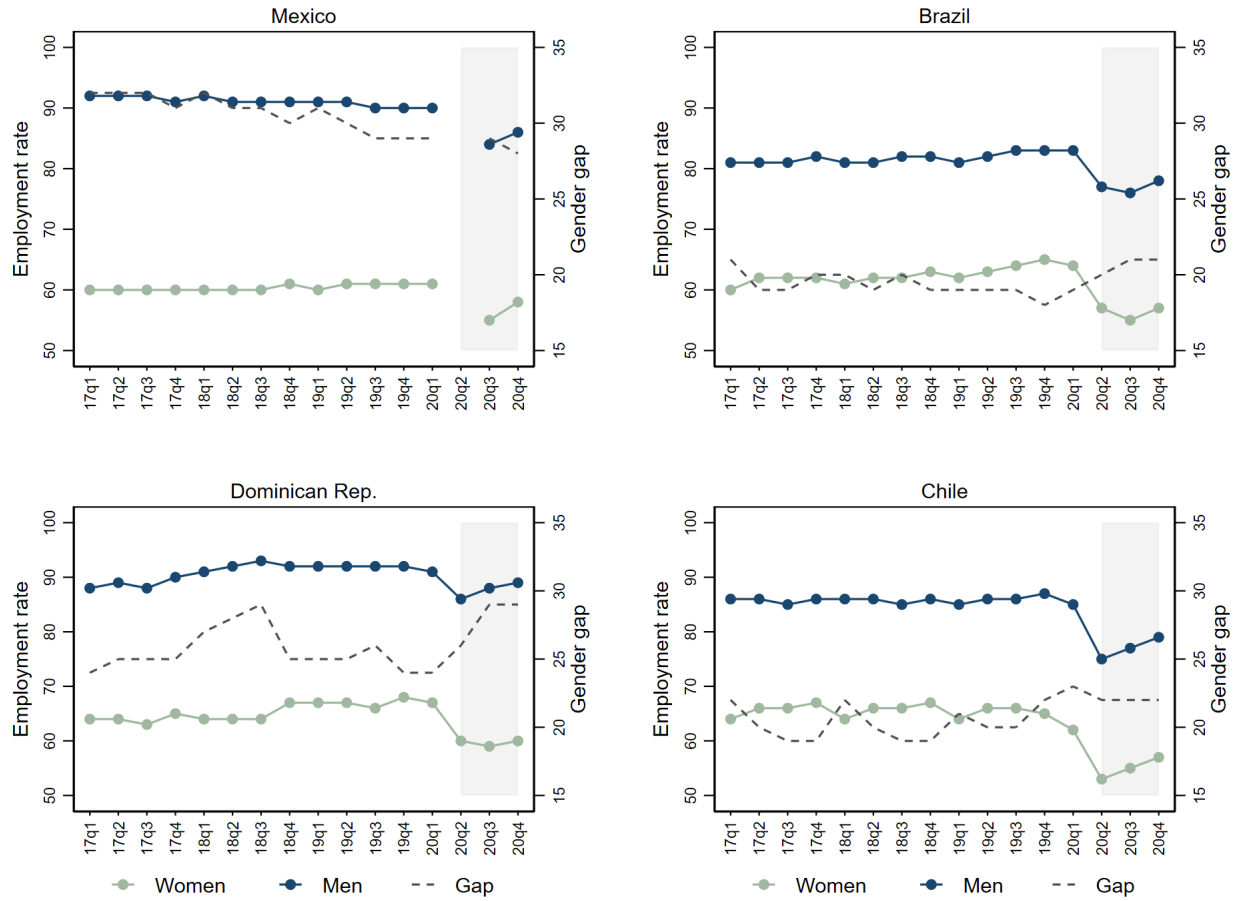 Mexico
Employment rate
100
90
80
70
60
50
35
30
25
20
15
Gender gap
17q1
17q2
17q3
17q4
18q1
18q2
18q3
18q4
19q1
19q2
19q3
19q4
20q1
20q2
20q3
20q4
Brazil
Employment rate
100
90
80
70
60
50
35
30
25
20
15
Gender gap
17q1
17q2
17q3
17q4
18q1
18q2
18q3
18q4
19q1
19q2
19q3
19q4
20q1
20q2
20q3
20q4
Dominican Rep.
Employment rate
100
90
80
70
60
50
35
30
25
20
15
Gender gap
17q1
17q2
17q3
17q4
18q1
18q2
18q3
18q4
19q1
19q2
19q3
19q4
20q1
20q2
20q3
20q4
Women Men Gap
Chile
Employment rate
100
90
80
70
60
50
35
30
25
20
15
Gender gap
17q1
17q2
17q3
17q4
18q1
18q2
18q3
18q4
19q1
19q2
19q3
19q4
20q1
20q2
20q3
20q4
Women Men Gap